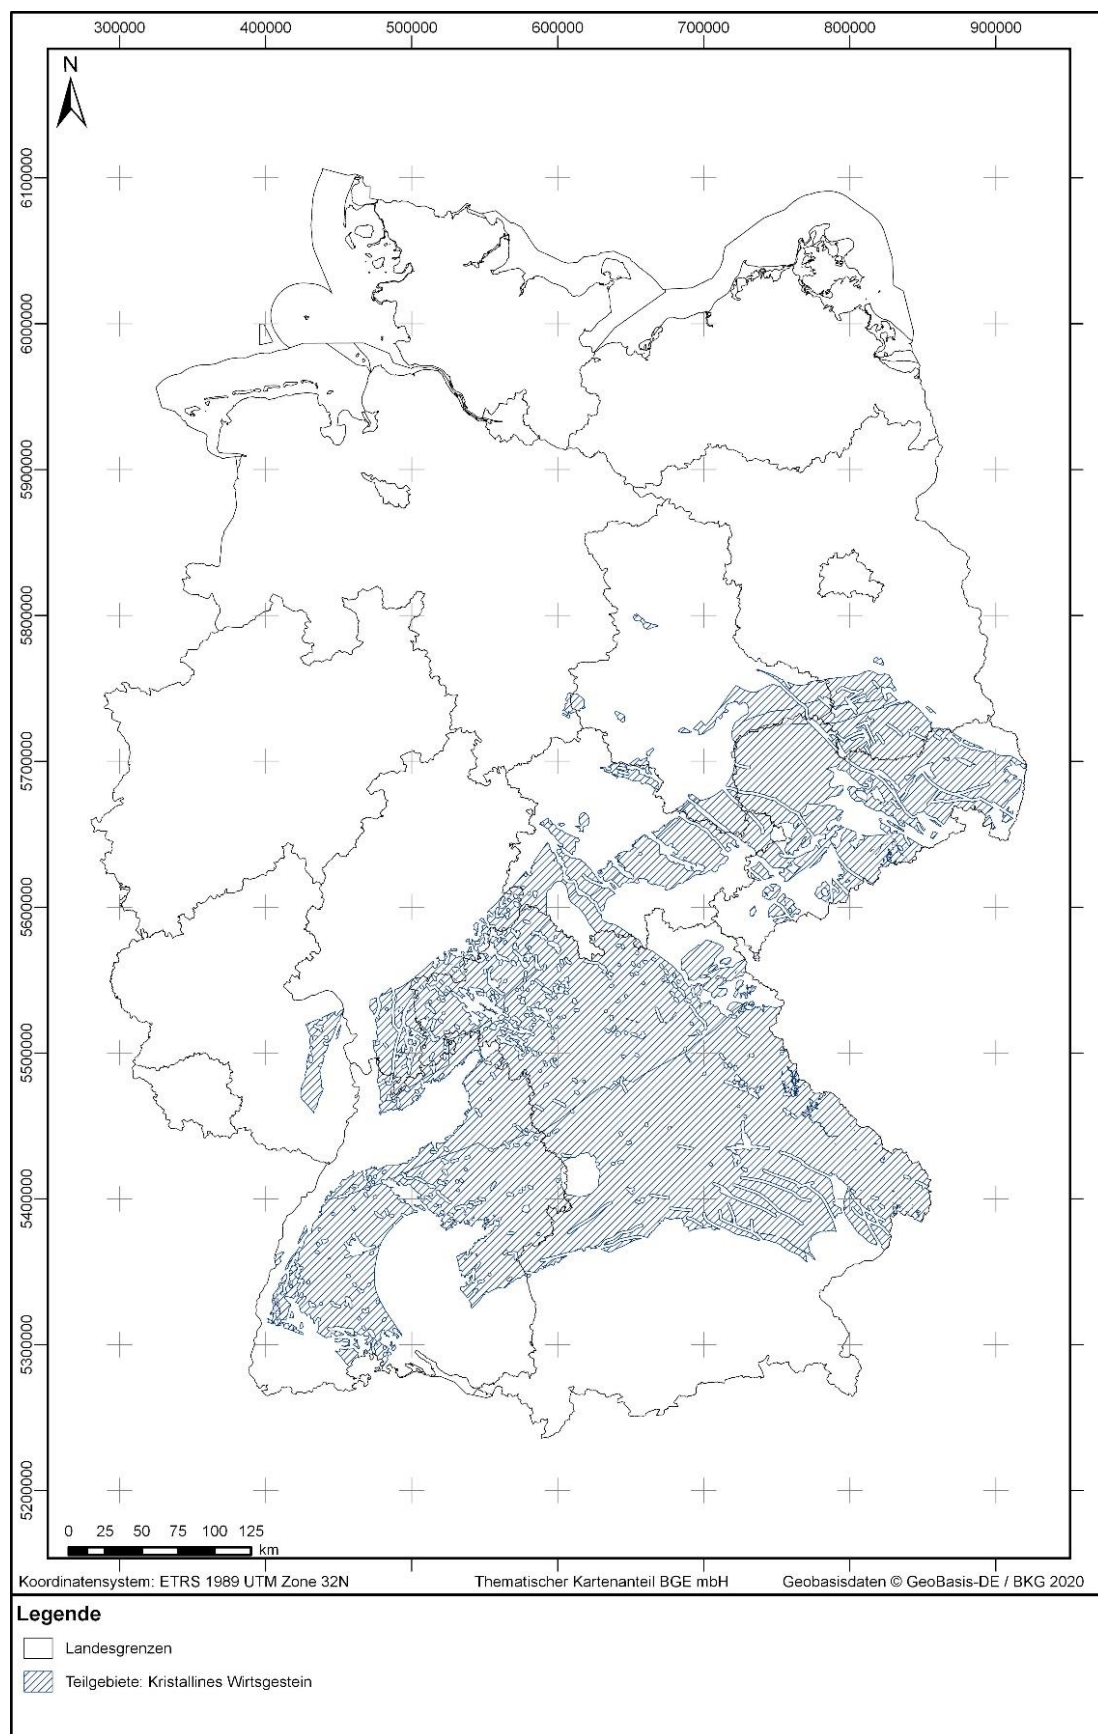 300000 400000 500000 600000 700000 800000 900000
N
6100000
6000000
5900000
5800000
5700000
5600000
5500000
5400000
5300000
5200000
0 25 50 75 100 125
km
Koordinatensystem: ETRS 1989 UTM Zone 32N Thematischer Kartenanteil BGE mbH Geobasisdaten © GeoBasis-DE / BKG 2020
Legende
Landesgrenzen
Teilgebiete: Kristallines Wirtsgestein